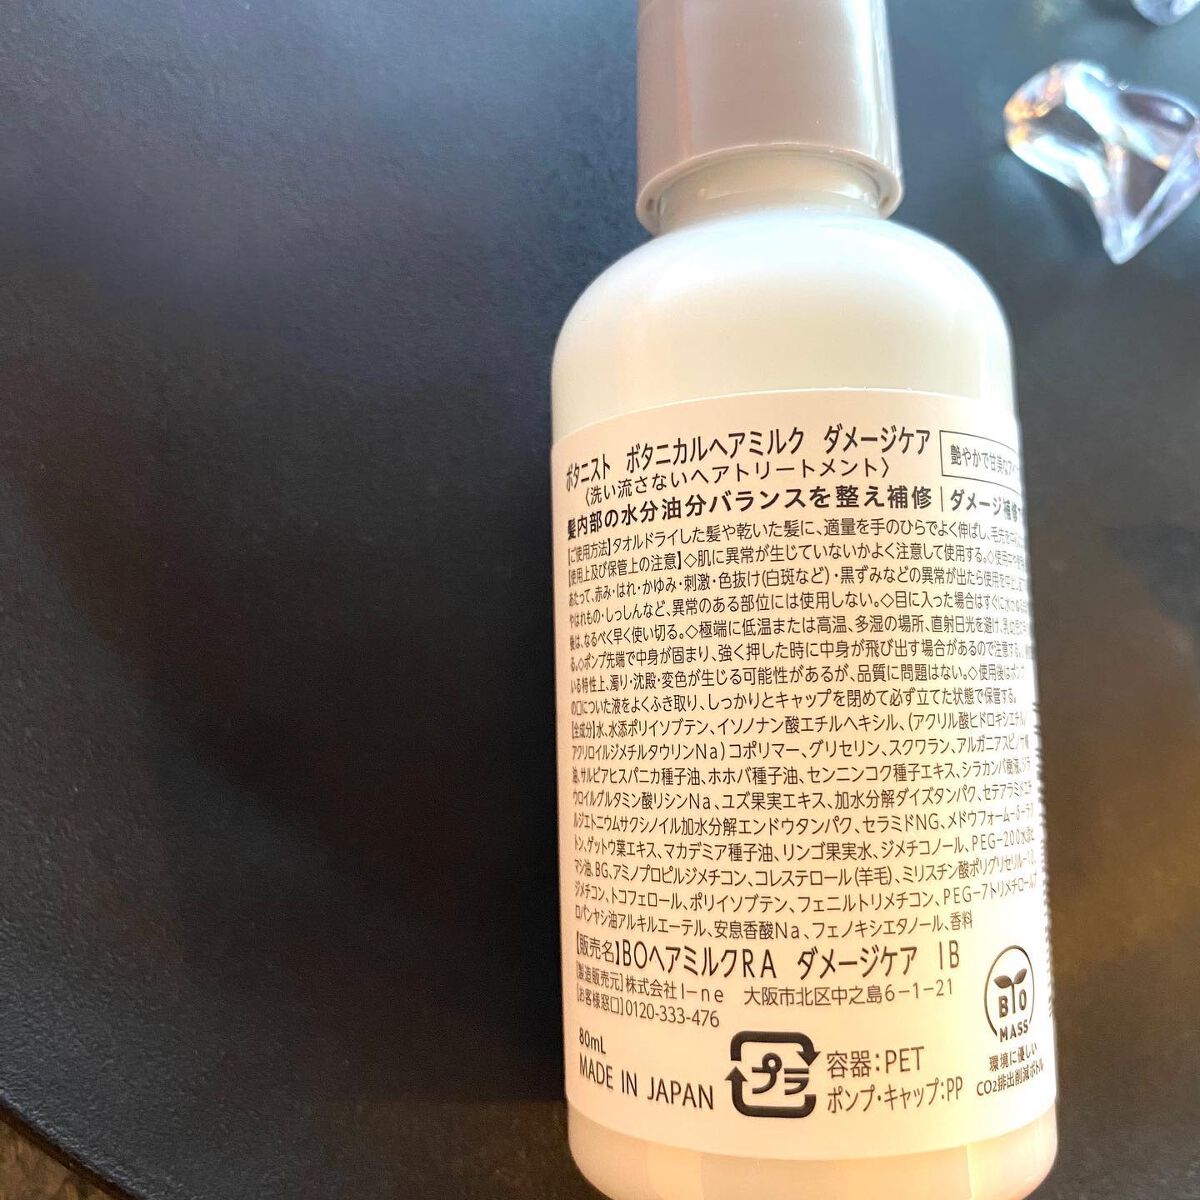 ボタニスト ボタニカルヘアミルク ダメージケア
〈洗い流さないヘアトリートメント〉
艶やかで甘美な
髪内部の水分油分バランスを整え補修 | ダメージ補修
【ご使用方法】タオルドライした髪や乾いた髪に、適量を手のひらでよく伸ばし、毛先を
【使用上及び保管上の注意】◇肌に異常が生じていないかよく注意して使用する。◇使用
あたって、赤み・はれ・かゆみ・刺激・色抜け(白斑など)・黒ずみなどの異常が出たら使用を中止
やはれもの・しっしんなど、異常のある部位には使用しない。◇目に入った場合はすぐに
後は、なるべく早く使い切る。◇極端に低温または高温、多湿の場所、直射日光を避け、
る。◇ポンプ先端で中身が固まり、強く押した時に中身が飛び出す場合があるので注意する。
いる特性上、濁り・沈殿・変色が生じる可能性があるが、品質に問題はない。◇使用後はポンプ
の口についた液をよくふき取り、しっかりとキャップを閉めて必ず立てた状態で保管する。
【全成分】水、水添ポリイソブテン、イソノナン酸エチルヘキシル、(アクリル酸ヒドロキシエチル/
アクリロイルジメチルタウリンNa)コポリマー、グリセリン、スクワラン、アルガニアスピノサ核
油、サルビアヒスパニカ種子油、ホホバ種子油、センニンコク種子エキス、シラカンバ樹液、ジラ
ウロイルグルタミン酸リシンNa、ユズ果実エキス、加水分解ダイズタンパク、セテアラミドエチ
ルジエトニウムサクシノイル加水分解エンドウタンパク、セラミドNG、メドウフォーム-δ-ラクト
ン、ゲットウ葉エキス、マカデミア種子油、リンゴ果実水、ジメチコノール、PEG-200水添ヒ
マシ油、BG、アミノプロピルジメチコン、コレステロール(羊毛)、ミリスチン酸ポリグリセリル-10、
ジメチコン、トコフェロール、ポリイソブテン、フェニルトリメチコン、PEG-7トリメチロールプ
ロパンヤシ油アルキルエーテル、安息香酸Na、フェノキシエタノール、香料
【販売名】BOヘアミルクRA ダメージケア IB
【製造販売元】株式会社I-ne 大阪市北区中之島6-1-21
【お客様窓口】0120-333-476
80mL
MADE IN JAPAN
プラ
容器:PET
ポンプ・キャップ:PP
BIO
MASS
環境に優しい
CO2排出削減ボトル